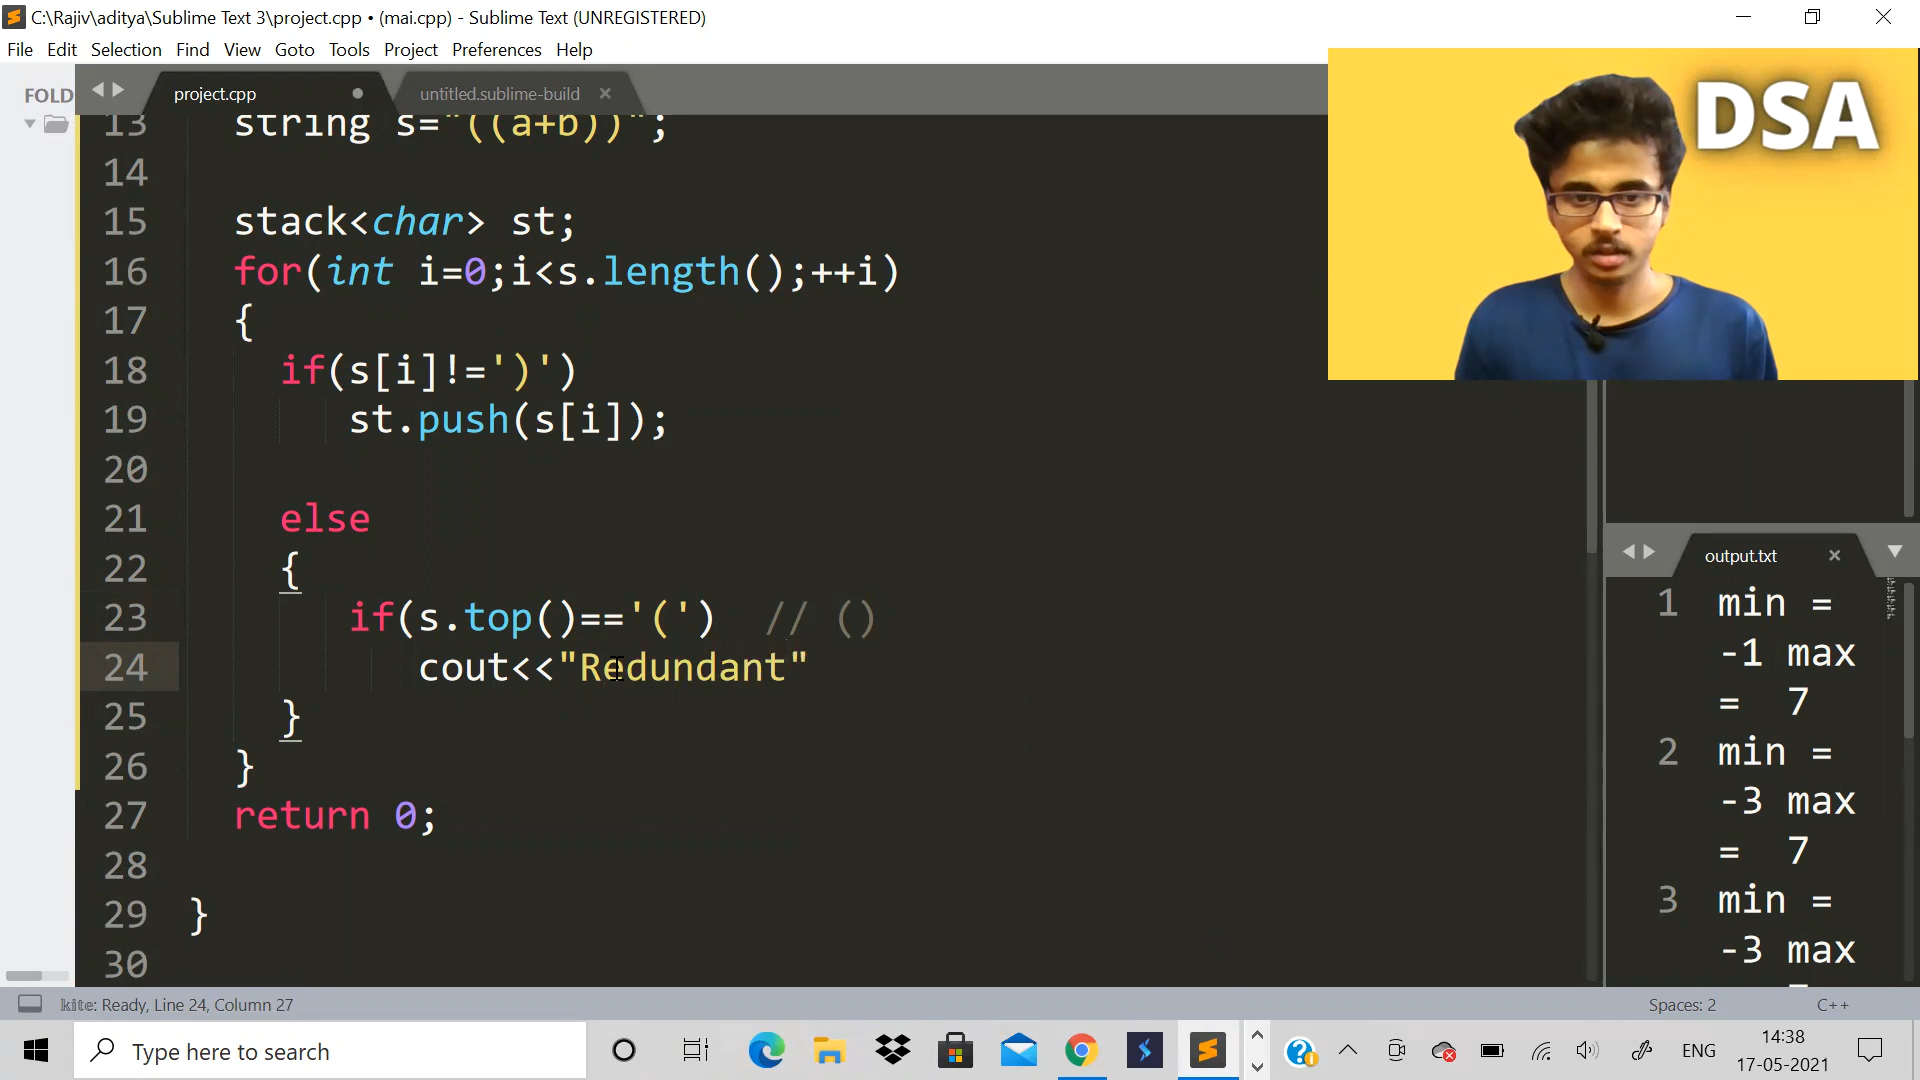 C:\Rajiv\aditya\Sublime Text 3\project.cpp • (mai.cpp) - Sublime Text (UNREGISTERED)
File Edit Selection Find View Goto Tools Project Preferences Help
DSA
FOLD
project.cpp
untitled.sublime-build
13 string s="((a+b))";
14
15 stack<char> st;
16 for(int i=0;i<s.length();++i)
17 {
18 if(s[i]!=')')
19 st.push(s[i]);
20
21 else
22 {
23 if(s.top()=='(') // ()
24 cout<<"Redundant"
25 }
26 }
27 return 0;
28
29 }
30
output.txt
1 min =
-1 max
= 7
2 min =
-3 max
= 7
3 min =
-3 max
kite: Ready, Line 24, Column 27
Spaces: 2
C++
Type here to search
ENG
14:38
17-05-2021